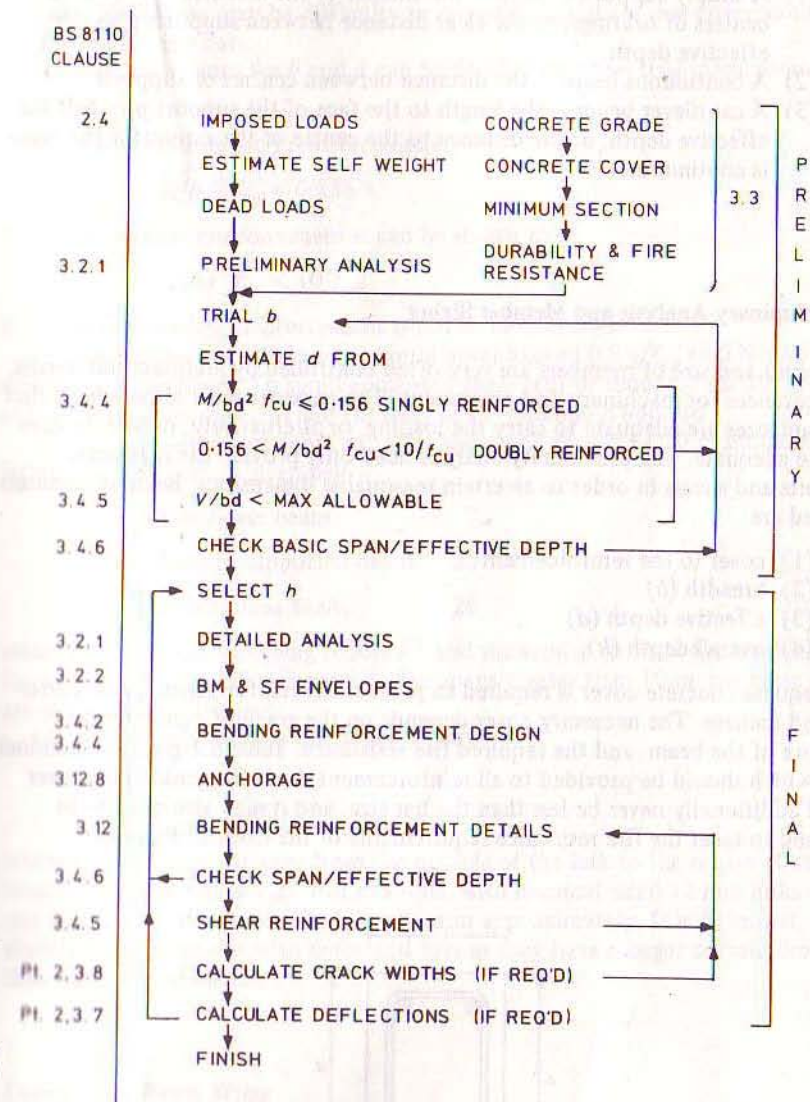 BS 8110
CLAUSE
2.4 IMPOSED LOADS CONCRETE GRADE
ESTIMATE SELF WEIGHT CONCRETE COVER
3.3
DEAD LOADS MINIMUM SECTION
3.2.1 PRELIMINARY ANALYSIS DURABILITY & FIRE
RESISTANCE
TRIAL b
ESTIMATE d FROM
3.4.4 M/bd² fcu ⩽ 0·156 SINGLY REINFORCED
0·156 < M/bd² fcu < 10/fcu DOUBLY REINFORCED
3.4.5 V/bd < MAX ALLOWABLE
3.4.6 CHECK BASIC SPAN/EFFECTIVE DEPTH
PRELIMINARY
SELECT h
3.2.1 DETAILED ANALYSIS
3.2.2
BM & SF ENVELOPES
3.4.2
3.4.4 BENDING REINFORCEMENT DESIGN
3.12.8 ANCHORAGE
3.12 BENDING REINFORCEMENT DETAILS
3.4.6 CHECK SPAN/EFFECTIVE DEPTH
3.4.5 SHEAR REINFORCEMENT
Pt. 2,3.8 CALCULATE CRACK WIDTHS (IF REQ'D)
Pt. 2,3.7 CALCULATE DEFLECTIONS (IF REQ'D)
FINISH
FINAL